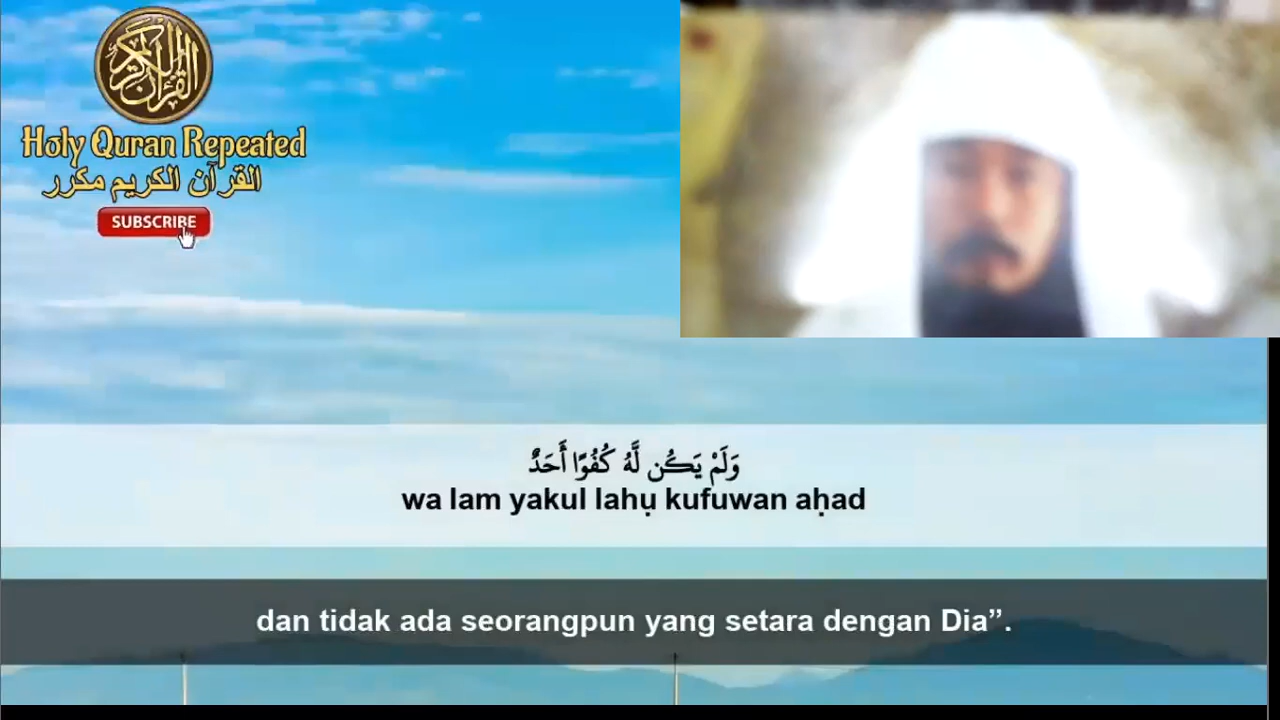 القرآن الكريم
Holy Quran Repeated
القرآن الكريم مكرر
SUBSCRIBE
وَلَمْ يَكُن لَّهُ كُفُوًا أَحَدٌ
wa lam yakul lahụ kufuwan aḥad
dan tidak ada seorangpun yang setara dengan Dia”.